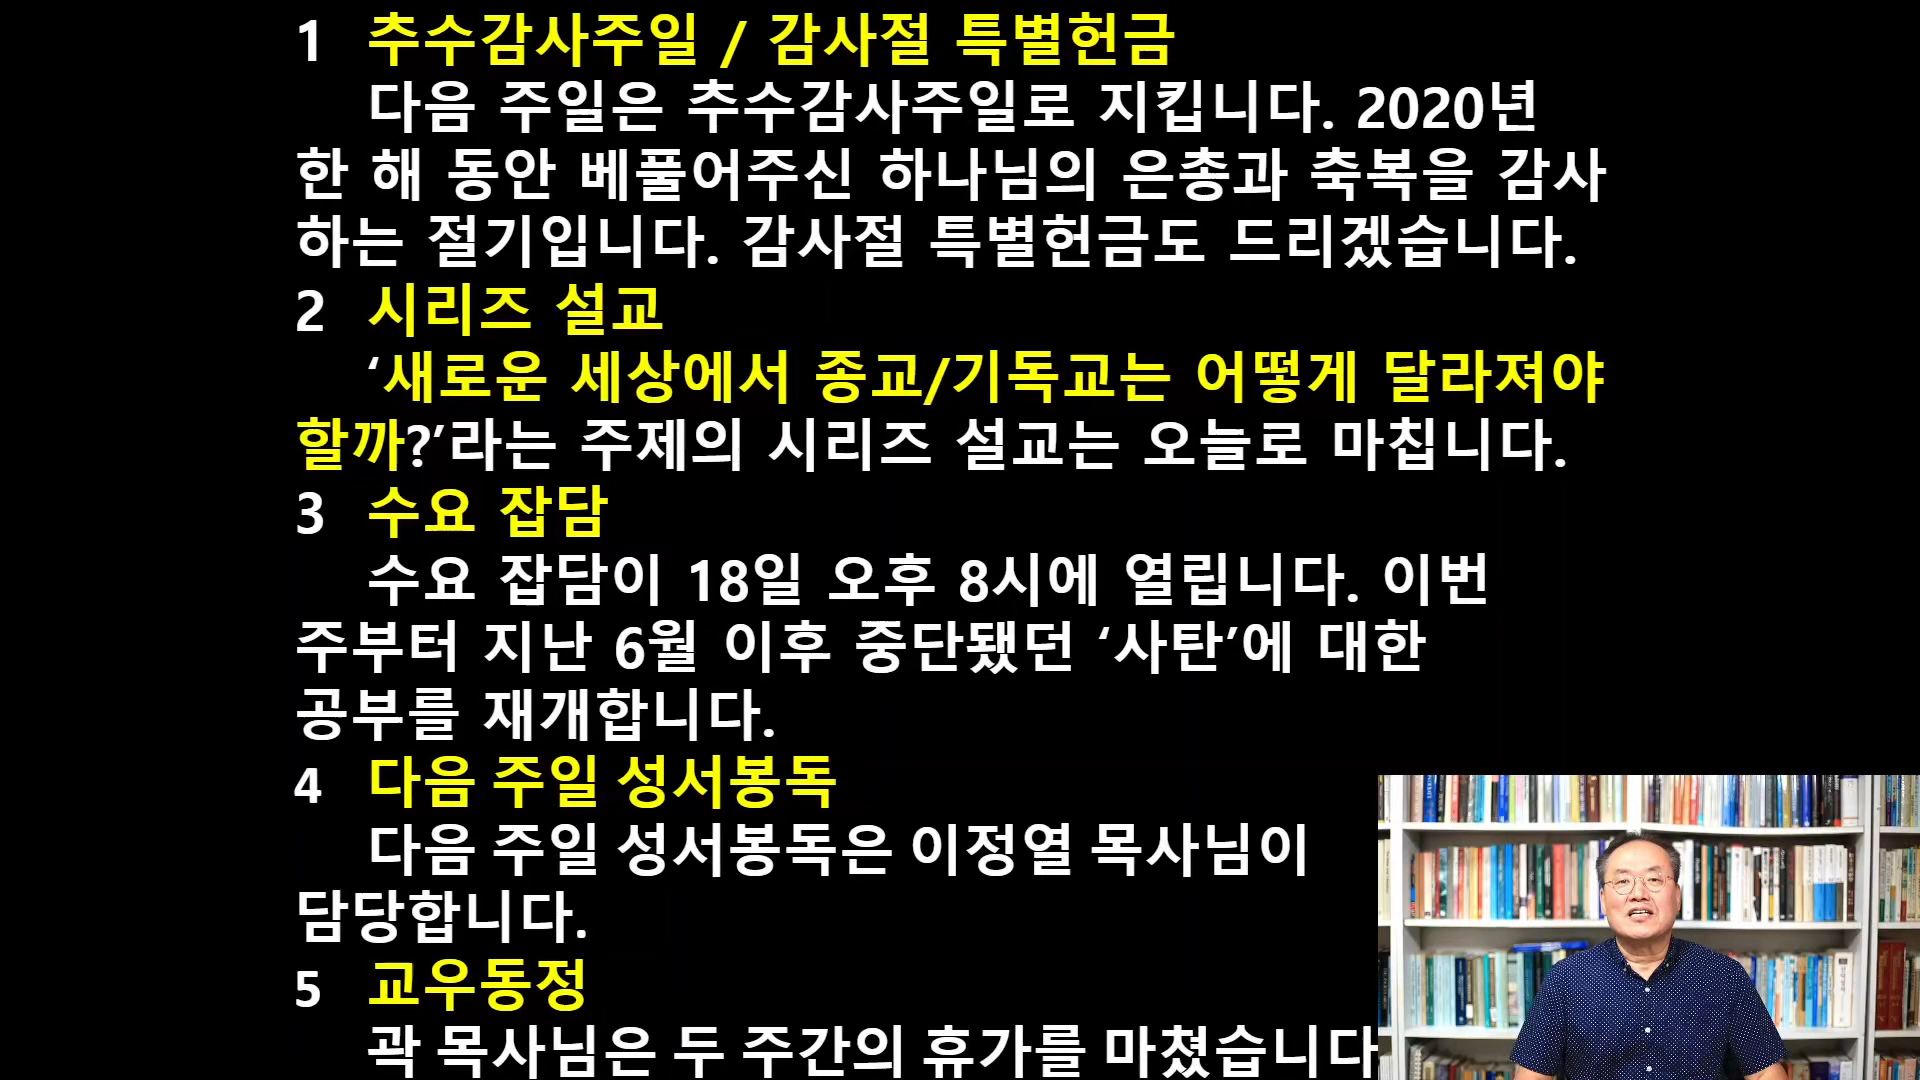 1 추수감사주일 / 감사절 특별헌금
다음 주일은 추수감사주일로 지킵니다. 2020년
한 해 동안 베풀어주신 하나님의 은총과 축복을 감사
하는 절기입니다. 감사절 특별헌금도 드리겠습니다.
2 시리즈 설교
‘새로운 세상에서 종교/기독교는 어떻게 달라져야
할까?’라는 주제의 시리즈 설교는 오늘로 마칩니다.
3 수요 잡담
수요 잡담이 18일 오후 8시에 열립니다. 이번
주부터 지난 6월 이후 중단됐던 ‘사탄’에 대한
공부를 재개합니다.
4 다음 주일 성서봉독
다음 주일 성서봉독은 이정열 목사님이
담당합니다.
5 교우동정
곽 목사님은 두 주간의 휴가를 마쳤습니다